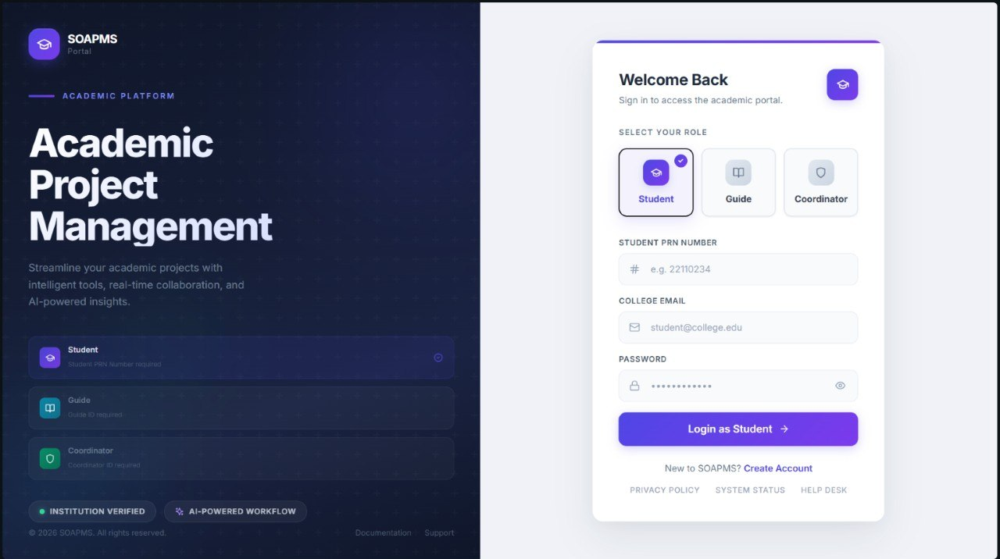 SOAPMS
Portal
ACADEMIC PLATFORM
Academic
Project
Management
Streamline your academic projects with
intelligent tools, real-time collaboration, and
AI-powered insights.
Student
Student PRN Number required
Guide
Guide ID required
Coordinator
Coordinator ID required
INSTITUTION VERIFIED
AI-POWERED WORKFLOW
© 2026 SOAPMS. All rights reserved.
Documentation
Support
Welcome Back
Sign in to access the academic portal.
SELECT YOUR ROLE
Student
Guide
Coordinator
STUDENT PRN NUMBER
# e.g. 22110234
COLLEGE EMAIL
student@college.edu
PASSWORD
••••••••••••
Login as Student →
New to SOAPMS? Create Account
PRIVACY POLICY
SYSTEM STATUS
HELP DESK